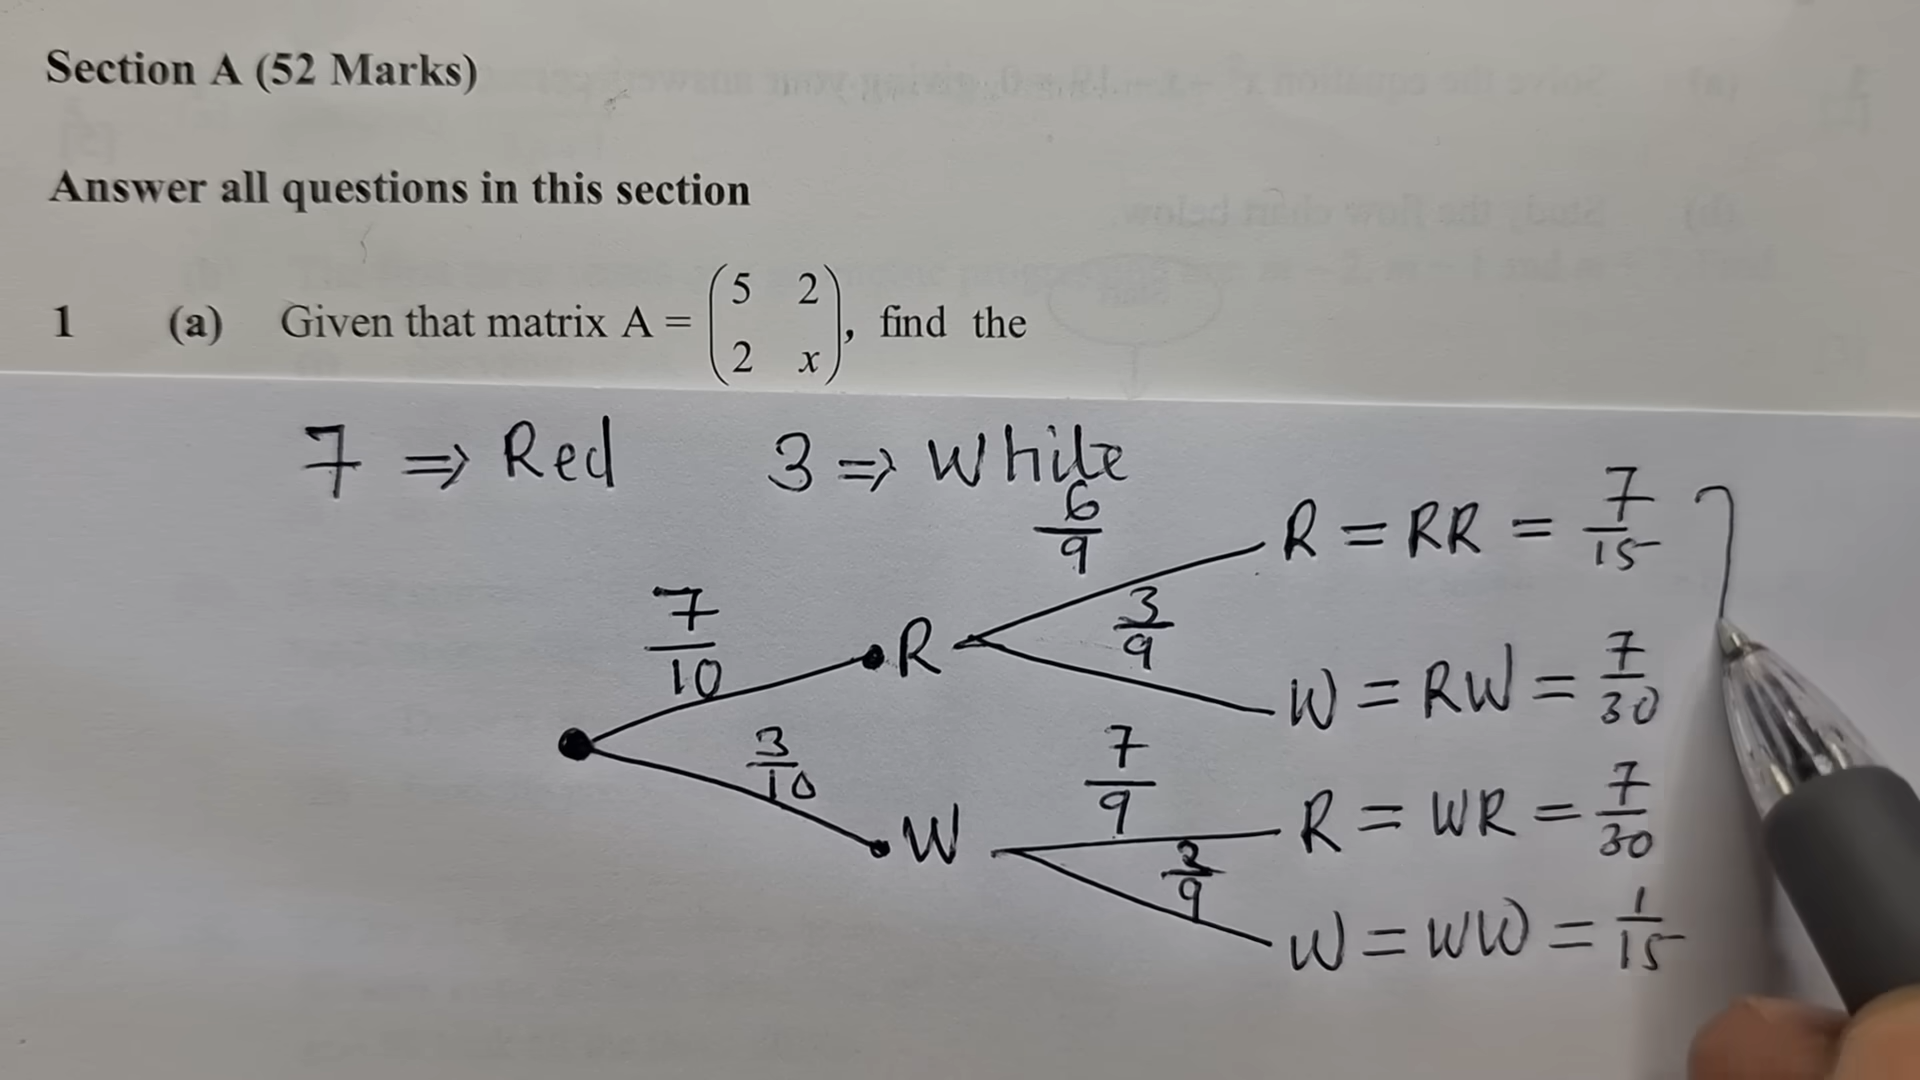 Section A (52 Marks)
Answer all questions in this section
1 (a) Given that matrix A = (5 2
2 x), find the
7 ⇒ Red 3 ⇒ White
7/10 R 6/9 R = RR = 7/15
3/9 W = RW = 7/30
3/10 W 7/9 R = WR = 7/30
2/9 W = WW = 1/15